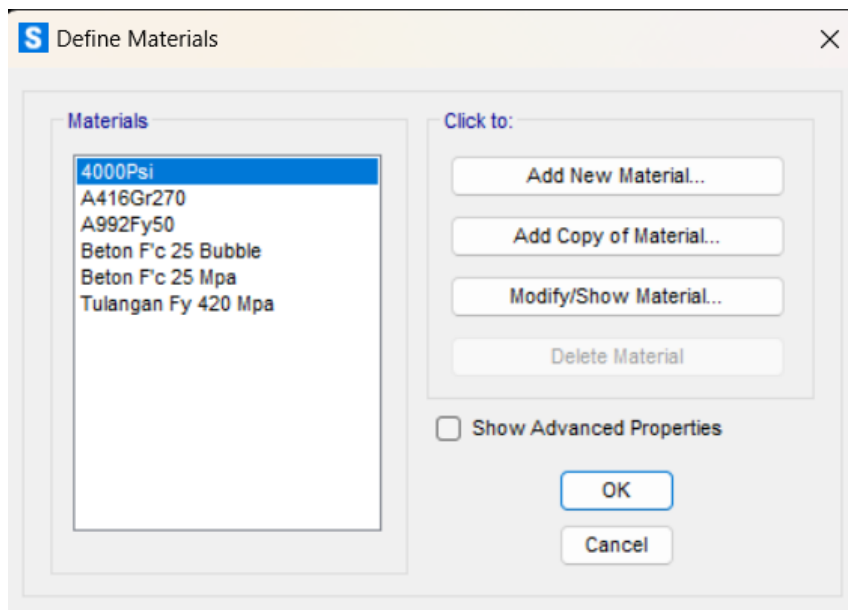 S Define Materials
Materials
4000Psi
A416Gr270
A992Fy50
Beton F'c 25 Bubble
Beton F'c 25 Mpa
Tulangan Fy 420 Mpa
Click to:
Add New Material...
Add Copy of Material...
Modify/Show Material...
Delete Material
Show Advanced Properties
OK
Cancel